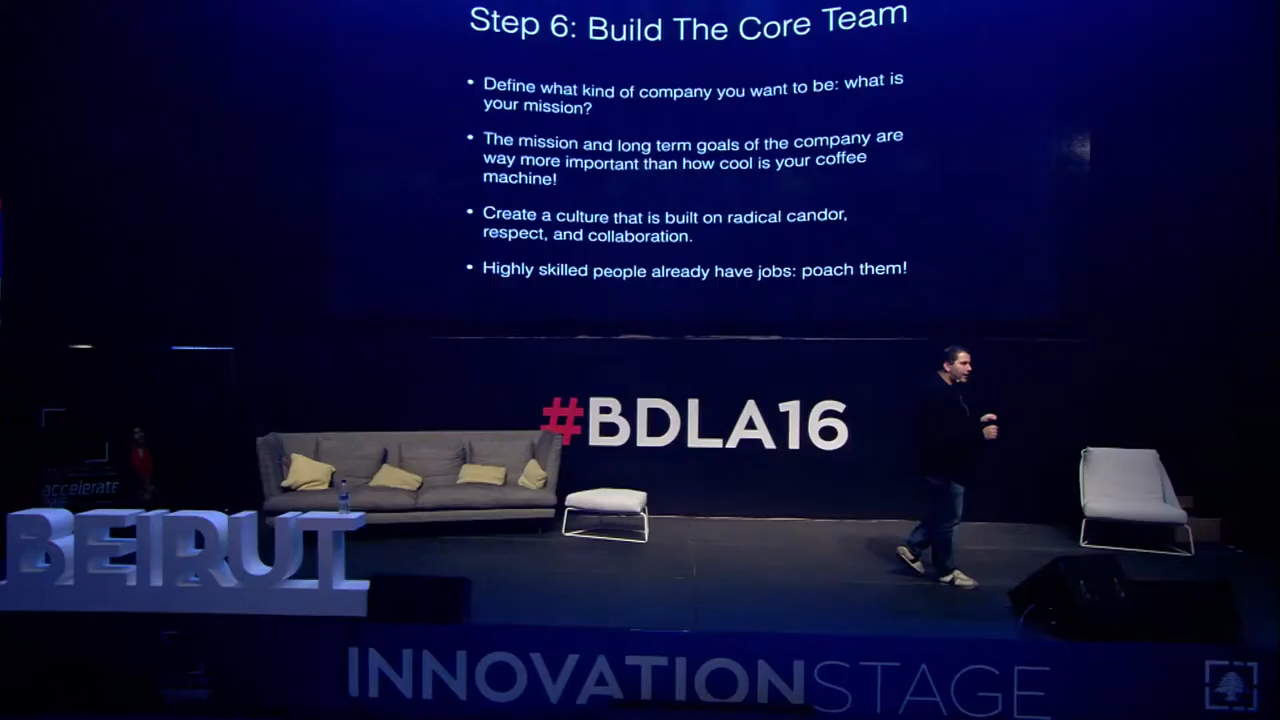 Step 6: Build The Core Team
• Define what kind of company you want to be: what is
your mission?
• The mission and long term goals of the company are
way more important than how cool is your coffee
machine!
• Create a culture that is built on radical candor,
respect, and collaboration.
• Highly skilled people already have jobs: poach them!
#BDLA16
accelerate
BEIRUT
INNOVATIONSTAGE